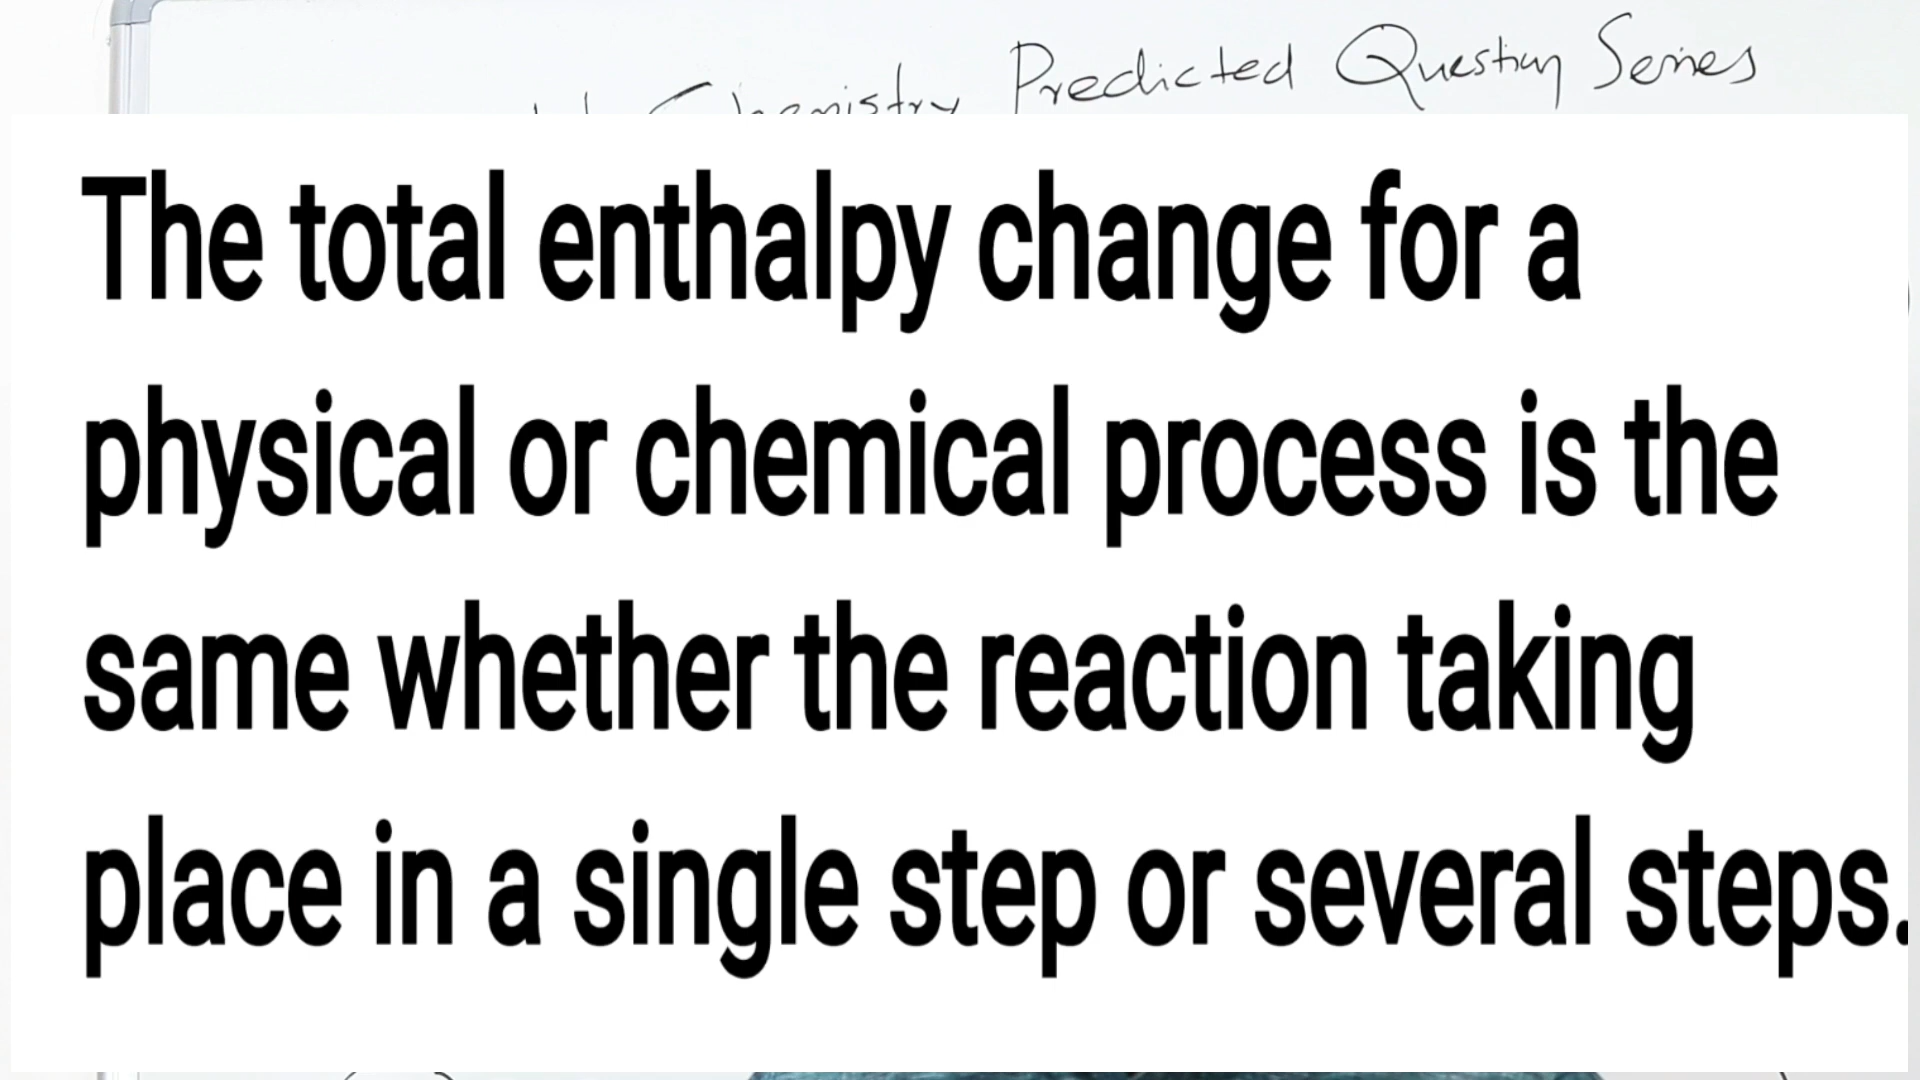 Chemistry Predicted Question Series
The total enthalpy change for a
physical or chemical process is the
same whether the reaction taking
place in a single step or several steps.